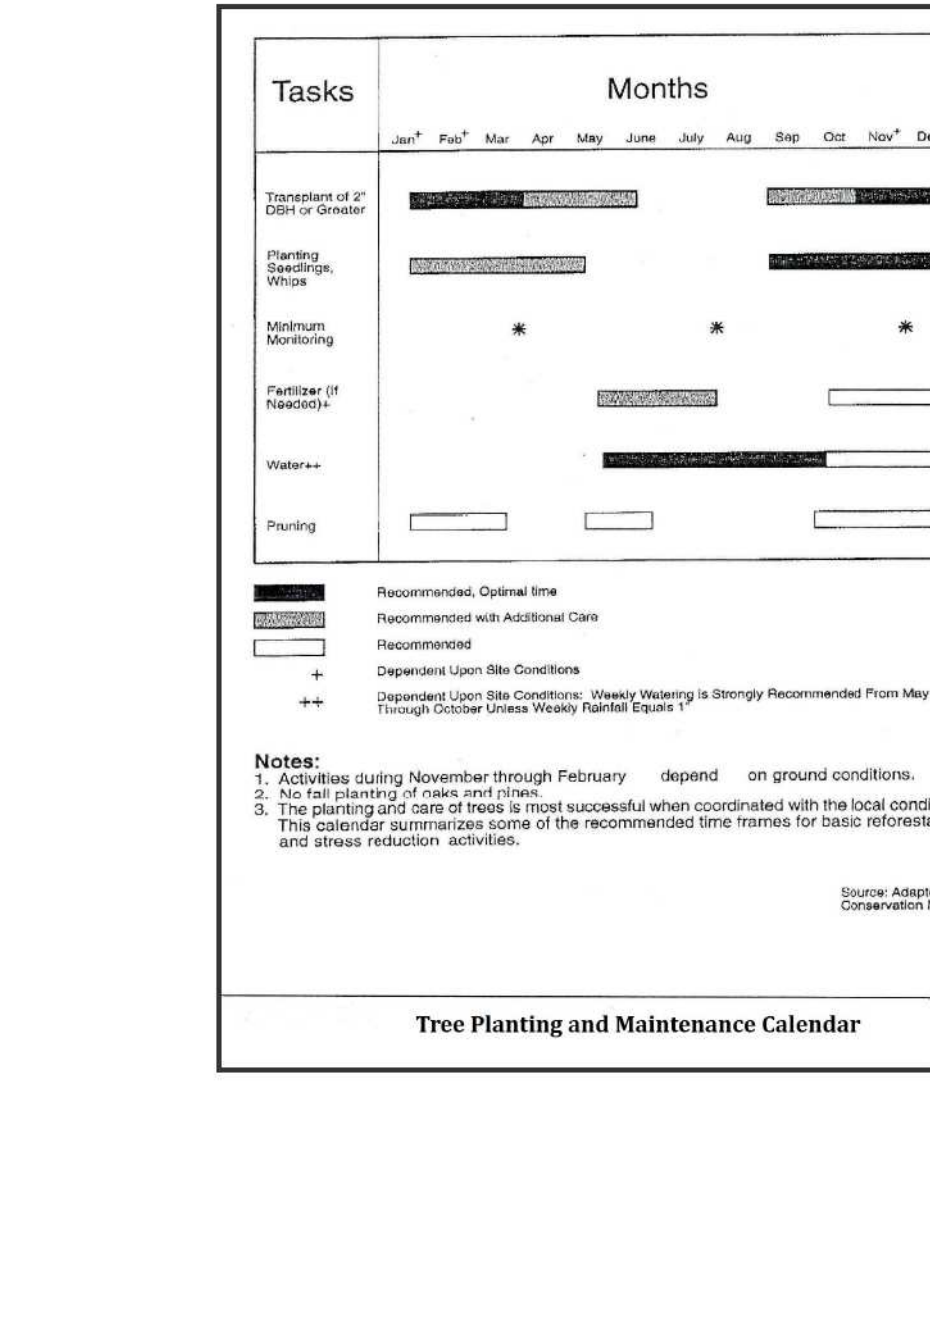 Tasks
Months
Jan+ Feb+ Mar Apr May June July Aug Sep Oct Nov+ De
Transplant of 2"
DBH or Greater
Planting
Seedlings,
Whips
Minimum
Monitoring
Fertilizer (if
Needed)+
Water++
Pruning
Recommended, Optimal time
Recommended with Additional Care
Recommended
+ Dependent Upon Site Conditions
++ Dependent Upon Site Conditions: Weekly Watering is Strongly Recommended From May
Through October Unless Weekly Rainfall Equals 1"
Notes:
1. Activities during November through February depend on ground conditions.
2. No fall planting of oaks and pines.
3. The planting and care of trees is most successful when coordinated with the local condi
This calendar summarizes some of the recommended time frames for basic reforesta
and stress reduction activities.
Source: Adapt
Conservation
Tree Planting and Maintenance Calendar